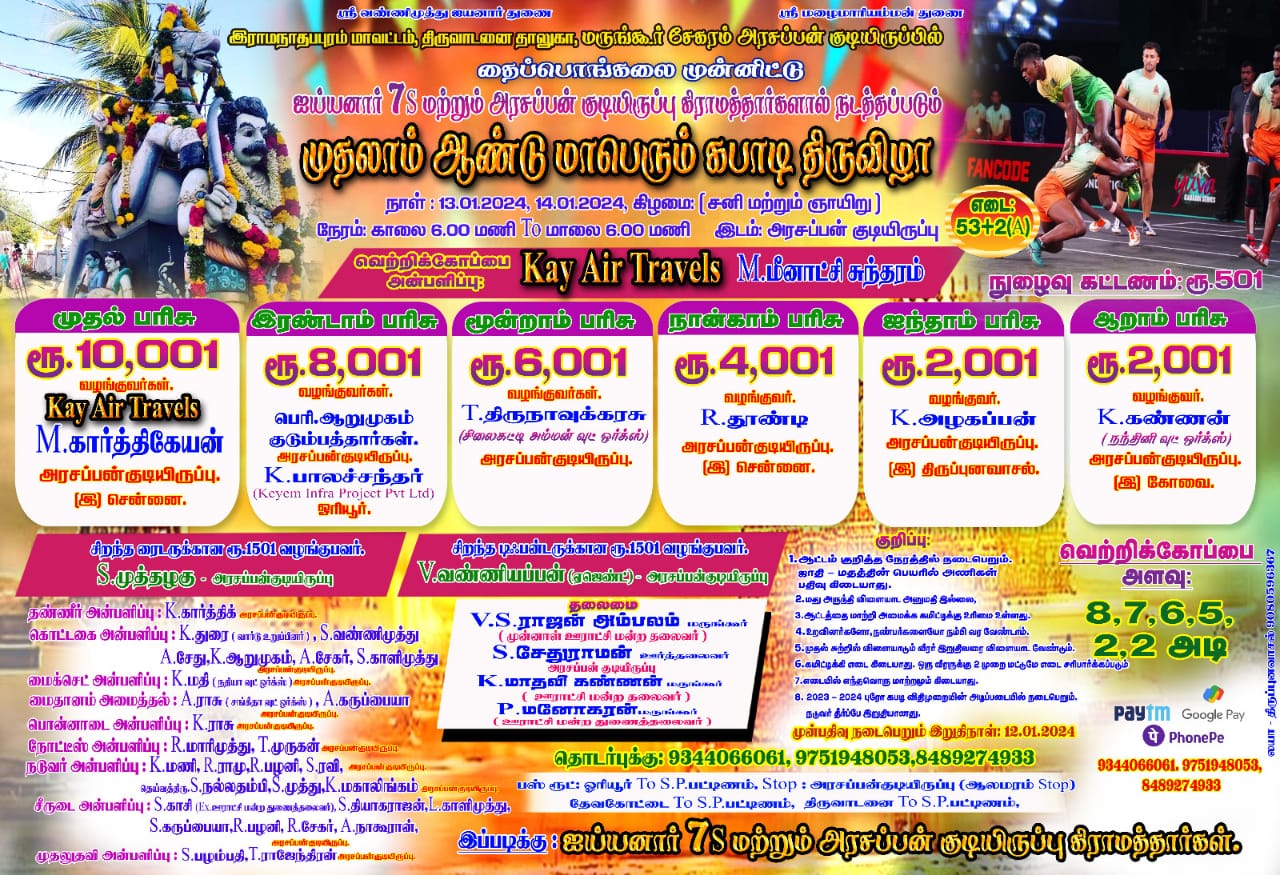 ஸ்ரீ வண்ணிமுத்து ஐயனார் துணை
ஸ்ரீ மழைமாரியம்மன் துணை
இராமநாதபுரம் மாவட்டம், திருவாடனை தாலுகா, மருங்கூர் சேகரம் அரசப்பன் குடியிருப்பில்
தைப்பொங்கலை முன்னிட்டு
ஐய்யனார் 7s மற்றும் அரசப்பன் குடியிருப்பு கிராமத்தார்களால் நடத்தப்படும்
முதலாம் ஆண்டு மாபெரும் கபாடி திருவிழா
நாள் : 13.01.2024, 14.01.2024, கிழமை: ( சனி மற்றும் ஞாயிறு )
நேரம்: காலை 6.00 மணி To மாலை 6.00 மணி இடம்: அரசப்பன் குடியிருப்பு
எடை:
53+2(A)
FANCODE
yuva
வெற்றிக்கோப்பை
அன்பளிப்பு:
Kay Air Travels M.மீனாட்சி சுந்தரம்
நுழைவு கட்டணம்: ரூ.501
முதல் பரிசு
ரூ.10,001
வழங்குவர்கள்.
Kay Air Travels
M.கார்த்திகேயன்
அரசப்பன்குடியிருப்பு.
(இ) சென்னை.
இரண்டாம் பரிசு
ரூ.8,001
வழங்குவர்கள்.
பெரி.ஆறுமுகம்
குடும்பத்தார்கள்.
அரசப்பன்குடியிருப்பு.
K.பாலச்சந்தர்
(Keyem Infra Project Pvt Ltd)
ஓரியூர்.
மூன்றாம் பரிசு
ரூ.6,001
வழங்குவர்கள்.
T.திருநாவுக்கரசு
(சிலைகட்டி அம்மன் வுட் ஒர்க்ஸ்)
அரசப்பன்குடியிருப்பு.
நான்காம் பரிசு
ரூ.4,001
வழங்குவர்.
R.தூண்டி
அரசப்பன்குடியிருப்பு.
(இ) சென்னை.
ஐந்தாம் பரிசு
ரூ.2,001
வழங்குவர்.
K.அழகப்பன்
அரசப்பன்குடியிருப்பு.
(இ) திருப்புனவாசல்.
ஆறாம் பரிசு
ரூ.2,001
வழங்குவர்.
K.கண்ணன்
( நந்தினி வுட் ஒர்க்ஸ்)
அரசப்பன்குடியிருப்பு.
(இ) கோவை.
சிறந்த ரைடருக்கான ரூ.1501 வழங்குபவர்.
S.முத்தழகு - அரசப்பன்குடியிருப்பு
சிறந்த டிஃபன்டருக்கான ரூ.1501 வழங்குபவர்.
V.வண்ணியப்பன் (ஏஜெண்ட்) - அரசப்பன்குடியிருப்பு
தண்ணீர் அன்பளிப்பு : K.கார்த்திக் அரசப்பன்குடியிருப்பு.
கொட்டகை அன்பளிப்பு : K.துரை ( வார்டு உறுப்பினர் ) , S.வண்ணிமுத்து
A.சேது,K.ஆறுமுகம், A.சேகர், S.காளிமுத்து
அரசப்பன்குடியிருப்பு.
மைக்செட் அன்பளிப்பு : K.மதி ( நதியா வுட் ஒர்க்ஸ் ) அரசப்பன்குடியிருப்பு.
மைதானம் அமைத்தல் : A.ராசு ( சங்கீதா வுட் ஒர்க்ஸ் ) , A.கருப்பையா
அரசப்பன்குடியிருப்பு.
பொன்னாடை அன்பளிப்பு : K.ராசு அரசப்பன்குடியிருப்பு.
நோட்டீஸ் அன்பளிப்பு : R.மாரிமுத்து, T.முருகன் அரசப்பன்குடியிருப்பு.
நடுவர் அன்பளிப்பு : K.மணி, R.ராமு,R.பழனி, S.ரவி, அரசப்பன்குடியிருப்பு.
தெய்வத்திரு,S.நல்லதம்பி,S.முத்து,K.மகாலிங்கம் அரசப்பன்குடியிருப்பு.
சீருடை அன்பளிப்பு : S.காசி (Ex.ஊராட்சி மன்ற துணைத்தலைவர்), S.தியாகராஜன்,L.காளிமுத்து,
S.கருப்பையா,R.பழனி, R.சேகர், A.நாகூரான்,
அரசப்பன்குடியிருப்பு.
முதலுதவி அன்பளிப்பு : S.பழம்பதி,T.ராஜேந்திரன் அரசப்பன்குடியிருப்பு.
தலைமை
V.S.ராஜன் அம்பலம் மருங்கூர்
( முன்னாள் ஊராட்சி மன்ற தலைவர் )
S.சேதுராமன் ஊர்த்தலைவர்
அரசப்பன் குடியிருப்பு
K.மாதவி கண்ணன் மருங்கூர்
( ஊராட்சி மன்ற தலைவர் )
P.மனோகரன் மருங்கூர்
( ஊராட்சி மன்ற துணைத்தலைவர் )
குறிப்பு:
1. ஆட்டம் குறித்த நேரத்தில் நடைபெறும்.
ஜாதி - மதத்தின் பெயரில் அணிகள்
பதிவு கிடையாது.
2. மது அருந்தி விளையாட அனுமதி இல்லை,
3. ஆட்டத்தை மாற்றி அமைக்க கமிட்டிக்கு உரிமை உள்ளது.
4. உறவினர்களோ,நண்பர்களையோ நம்பி வர வேண்டாம்.
5. முதல் சுற்றில் விளையாடும் வீரர் இறுதிவரை விளையாட வேண்டும்.
6. கமிட்டிக்கு எடை கிடையாது. ஒரு வீரருக்கு 2 முறை மட்டுமே எடை சரிபார்க்கப்படும்
7. எடையில் எந்தவொரு மாற்றமும் கிடையாது.
8. 2023 - 2024 புரோ கபடி விதிமுறையின் அடிப்படையில் நடைபெறும்.
நடுவர் தீர்ப்பே இறுதியானது.
முன்பதிவு நடைபெறும் இறுதிநாள்: 12.01.2024
வெற்றிக்கோப்பை
அளவு:
8,7,6,5,
2,2 அடி
paytm
Google Pay
PhonePe
9344066061, 9751948053,
8489274933
தொடர்புக்கு: 9344066061, 9751948053,8489274933
பஸ் ரூட்: ஓரியூர் To S.P.பட்டிணம், Stop : அரசப்பன்குடியிருப்பு (ஆலமரம் Stop)
தேவகோட்டை To S.P.பட்டிணம், திருவாடனை To S.P.பட்டிணம்,
இப்படிக்கு : ஐய்யனார் 7s மற்றும் அரசப்பன் குடியிருப்பு கிராமத்தார்கள்.
திருப்புனவாசல் 9080596367